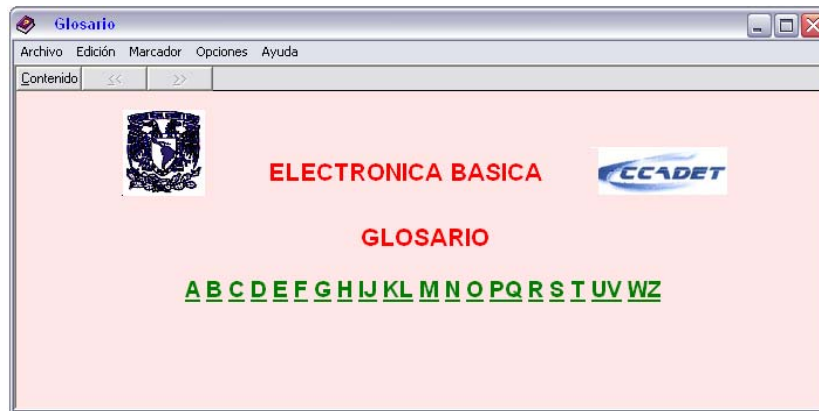 Glosario
Archivo Edición Marcador Opciones Ayuda
Contenido << >>
ELECTRONICA BASICA
CCADET
GLOSARIO
A B C D E F G H IJ KL M N O PQ R S T UV WZ